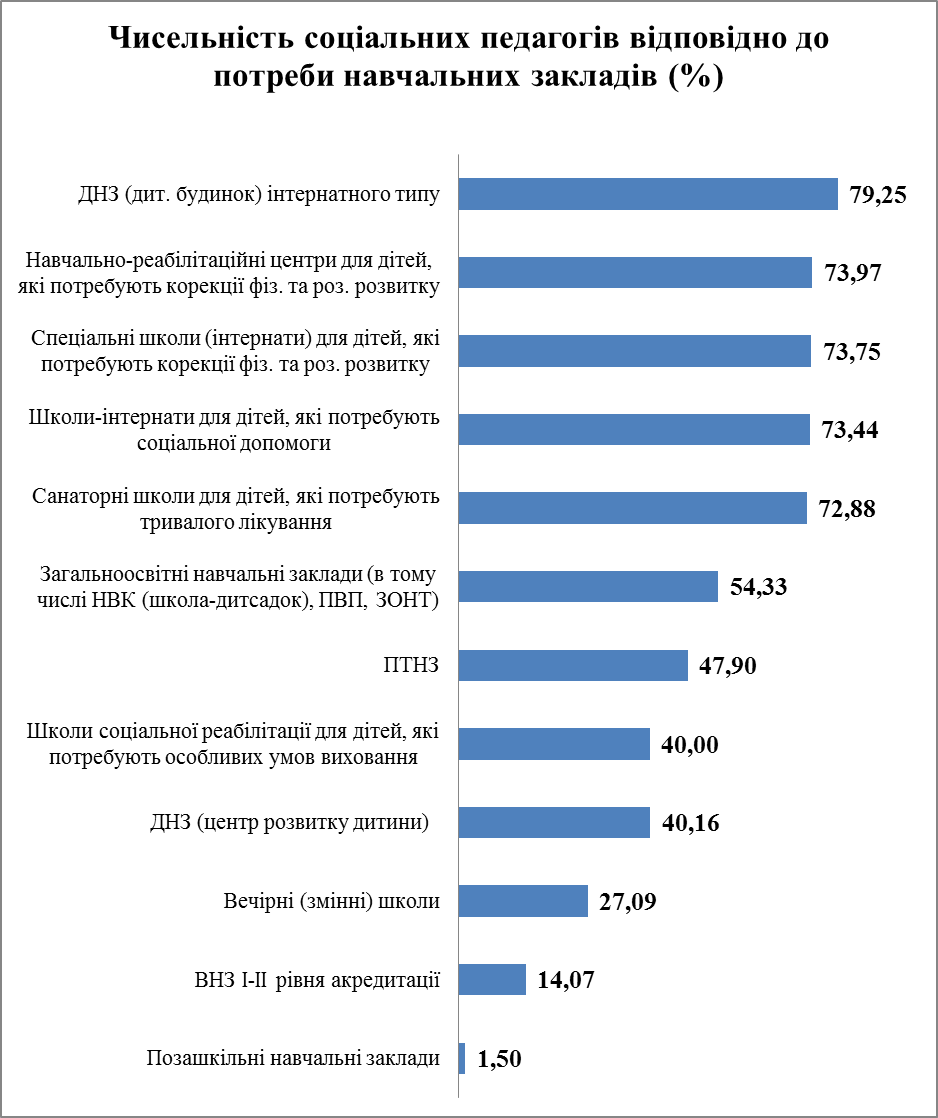 Чисельність соціальних педагогів відповідно до
потреби навчальних закладів (%)
ДНЗ (дит. будинок) інтернатного типу
79,25
Навчально-реабілітаційні центри для дітей,
які потребують корекції фіз. та роз. розвитку
73,97
Спеціальні школи (інтернати) для дітей, які
потребують корекції фіз. та роз. розвитку
73,75
Школи-інтернати для дітей, які потребують
соціальної допомоги
73,44
Санаторні школи для дітей, які потребують
тривалого лікування
72,88
Загальноосвітні навчальні заклади (в тому
числі НВК (школа-дитсадок), ПВП, ЗОНТ)
54,33
ПТНЗ
47,90
Школи соціальної реабілітації для дітей, які
потребують особливих умов виховання
40,00
ДНЗ (центр розвитку дитини)
40,16
Вечірні (змінні) школи
27,09
ВНЗ І-ІІ рівня акредитації
14,07
Позашкільні навчальні заклади
1,50